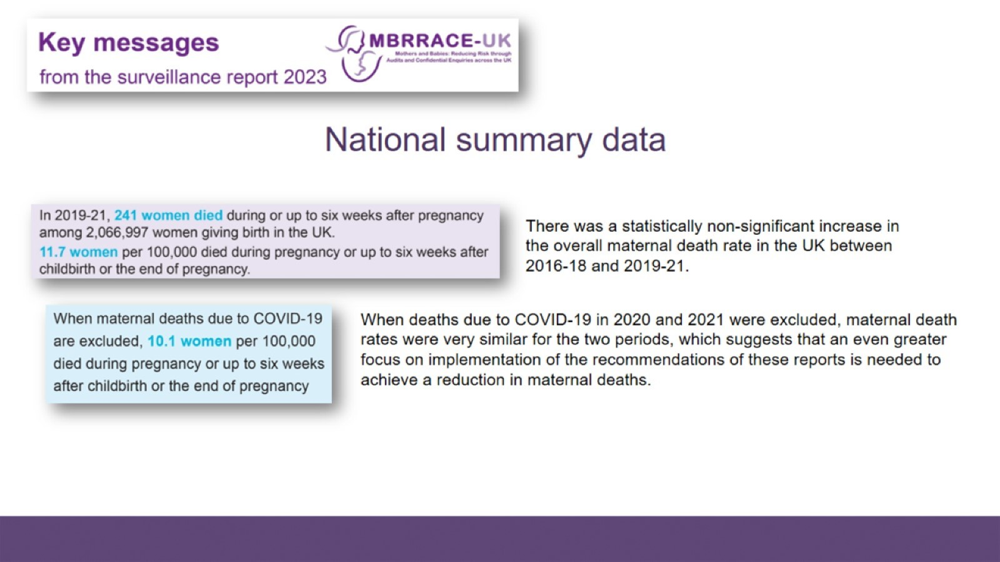 Key messages
from the surveillance report 2023
MBRRACE-UK
Mothers and Babies: Reducing Risk through
Audits and Confidential Enquiries across the UK
National summary data
In 2019-21, 241 women died during or up to six weeks after pregnancy
among 2,066,997 women giving birth in the UK.
11.7 women per 100,000 died during pregnancy or up to six weeks after
childbirth or the end of pregnancy.
There was a statistically non-significant increase in
the overall maternal death rate in the UK between
2016-18 and 2019-21.
When maternal deaths due to COVID-19
are excluded, 10.1 women per 100,000
died during pregnancy or up to six weeks
after childbirth or the end of pregnancy
When deaths due to COVID-19 in 2020 and 2021 were excluded, maternal death
rates were very similar for the two periods, which suggests that an even greater
focus on implementation of the recommendations of these reports is needed to
achieve a reduction in maternal deaths.